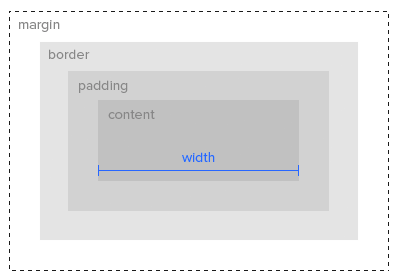 margin
border
padding
content
width